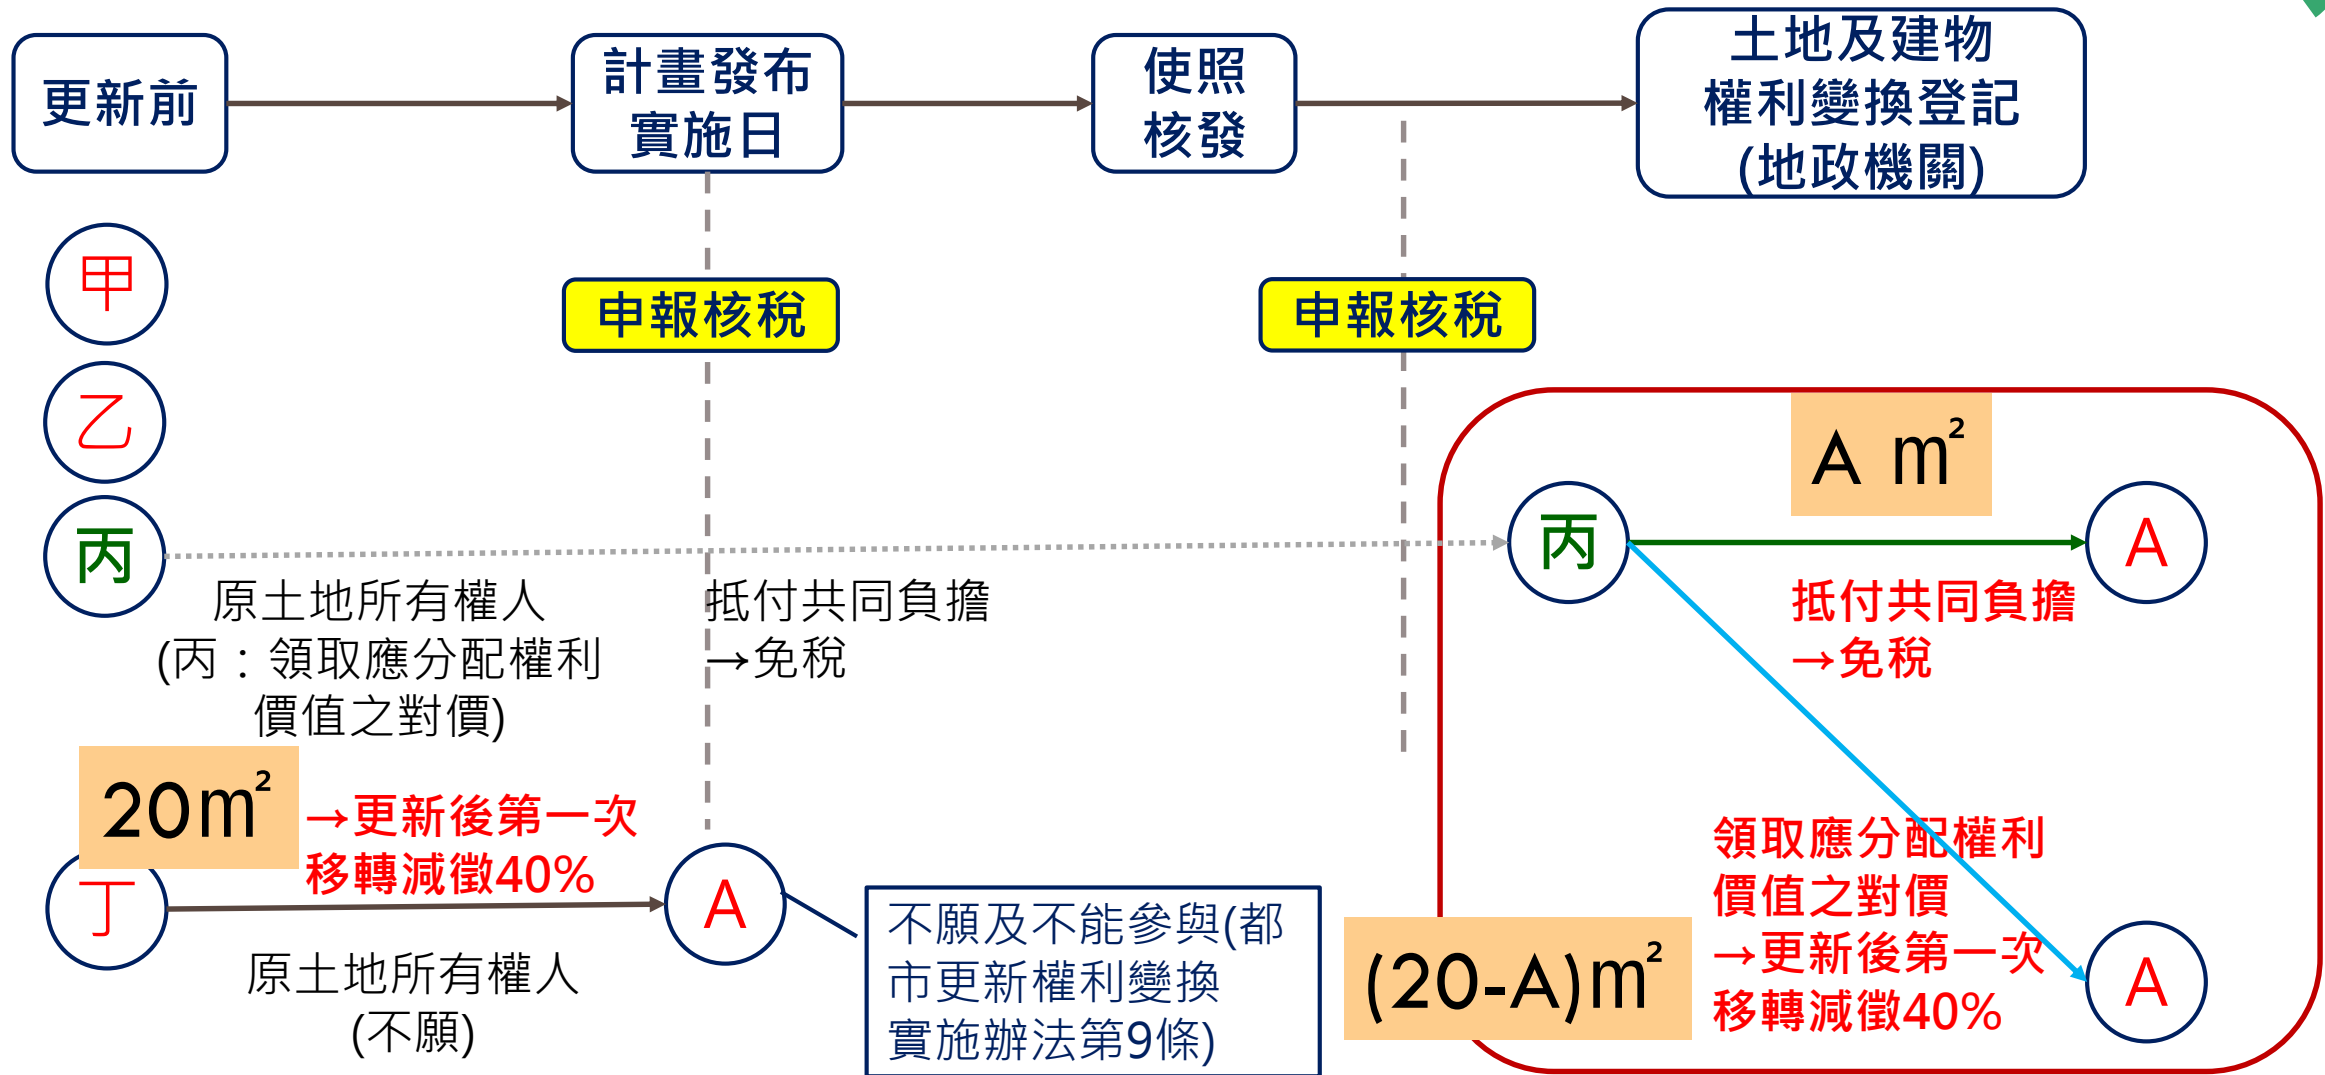 更新前
計畫發布
實施日
使照
核發
土地及建物
權利變換登記
(地政機關)
甲
乙
丙
丁
申報核稅
申報核稅
原土地所有權人
(丙：領取應分配權利
價值之對價)
抵付共同負擔
→免稅
20m²
→更新後第一次
移轉減徵40%
A
原土地所有權人
(不願)
不願及不能參與(都
市更新權利變換
實施辦法第9條)
A m²
丙
A
抵付共同負擔
→免稅
領取應分配權利
價值之對價
→更新後第一次
移轉減徵40%
(20-A)m²
A